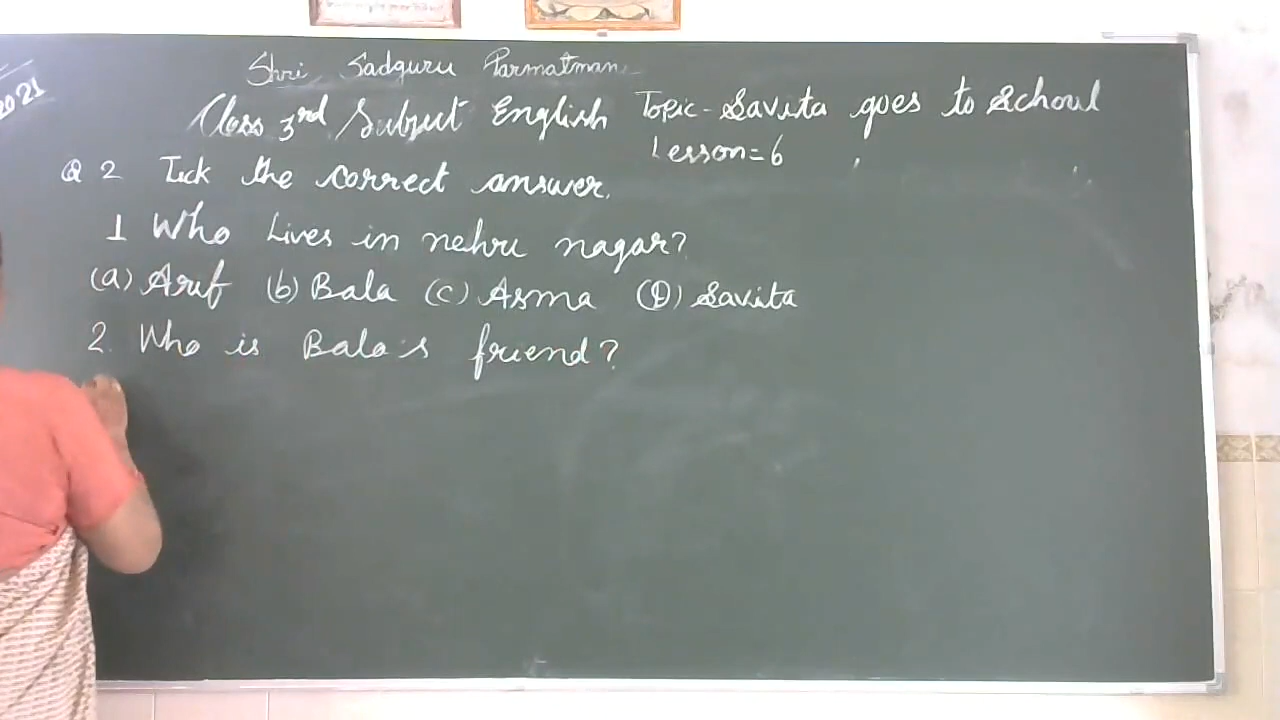 2021
Shri Sadguru Parmatman
Class 3rd Subject English Topic - Savita goes to School
Lesson = 6
Q 2 Tick the correct answer.
1 Who Lives in nehru nagar?
(a) Aruf (b) Bala (c) Asma (D) Savita
2. Who is Bala's friend?